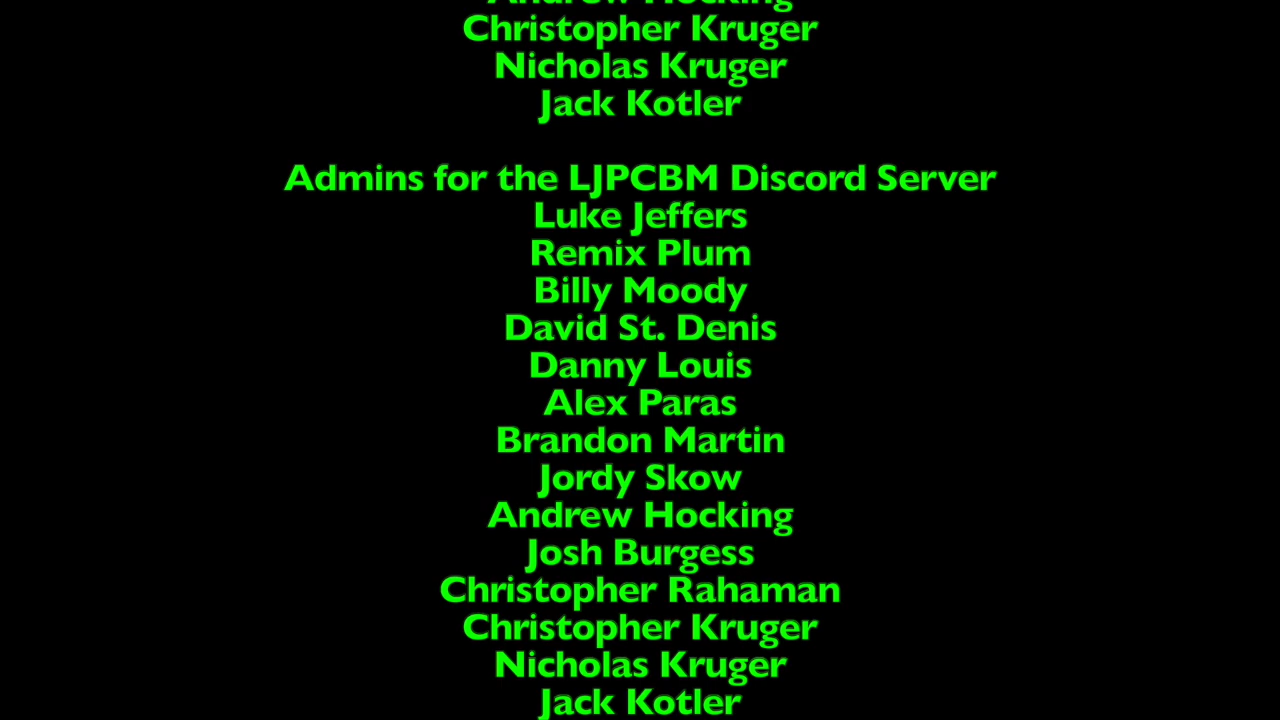 Andrew Hocking
Christopher Kruger
Nicholas Kruger
Jack Kotler
Admins for the LJPCBM Discord Server
Luke Jeffers
Remix Plum
Billy Moody
David St. Denis
Danny Louis
Alex Paras
Brandon Martin
Jordy Skow
Andrew Hocking
Josh Burgess
Christopher Rahaman
Christopher Kruger
Nicholas Kruger
Jack Kotler